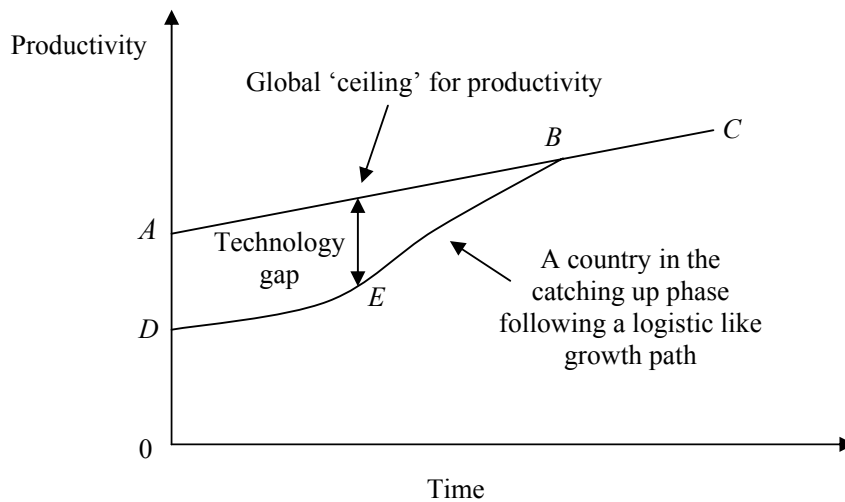 Productivity
Global ‘ceiling’ for productivity
C
B
A
Technology
gap
E
A country in the
catching up phase
following a logistic like
growth path
D
0
Time